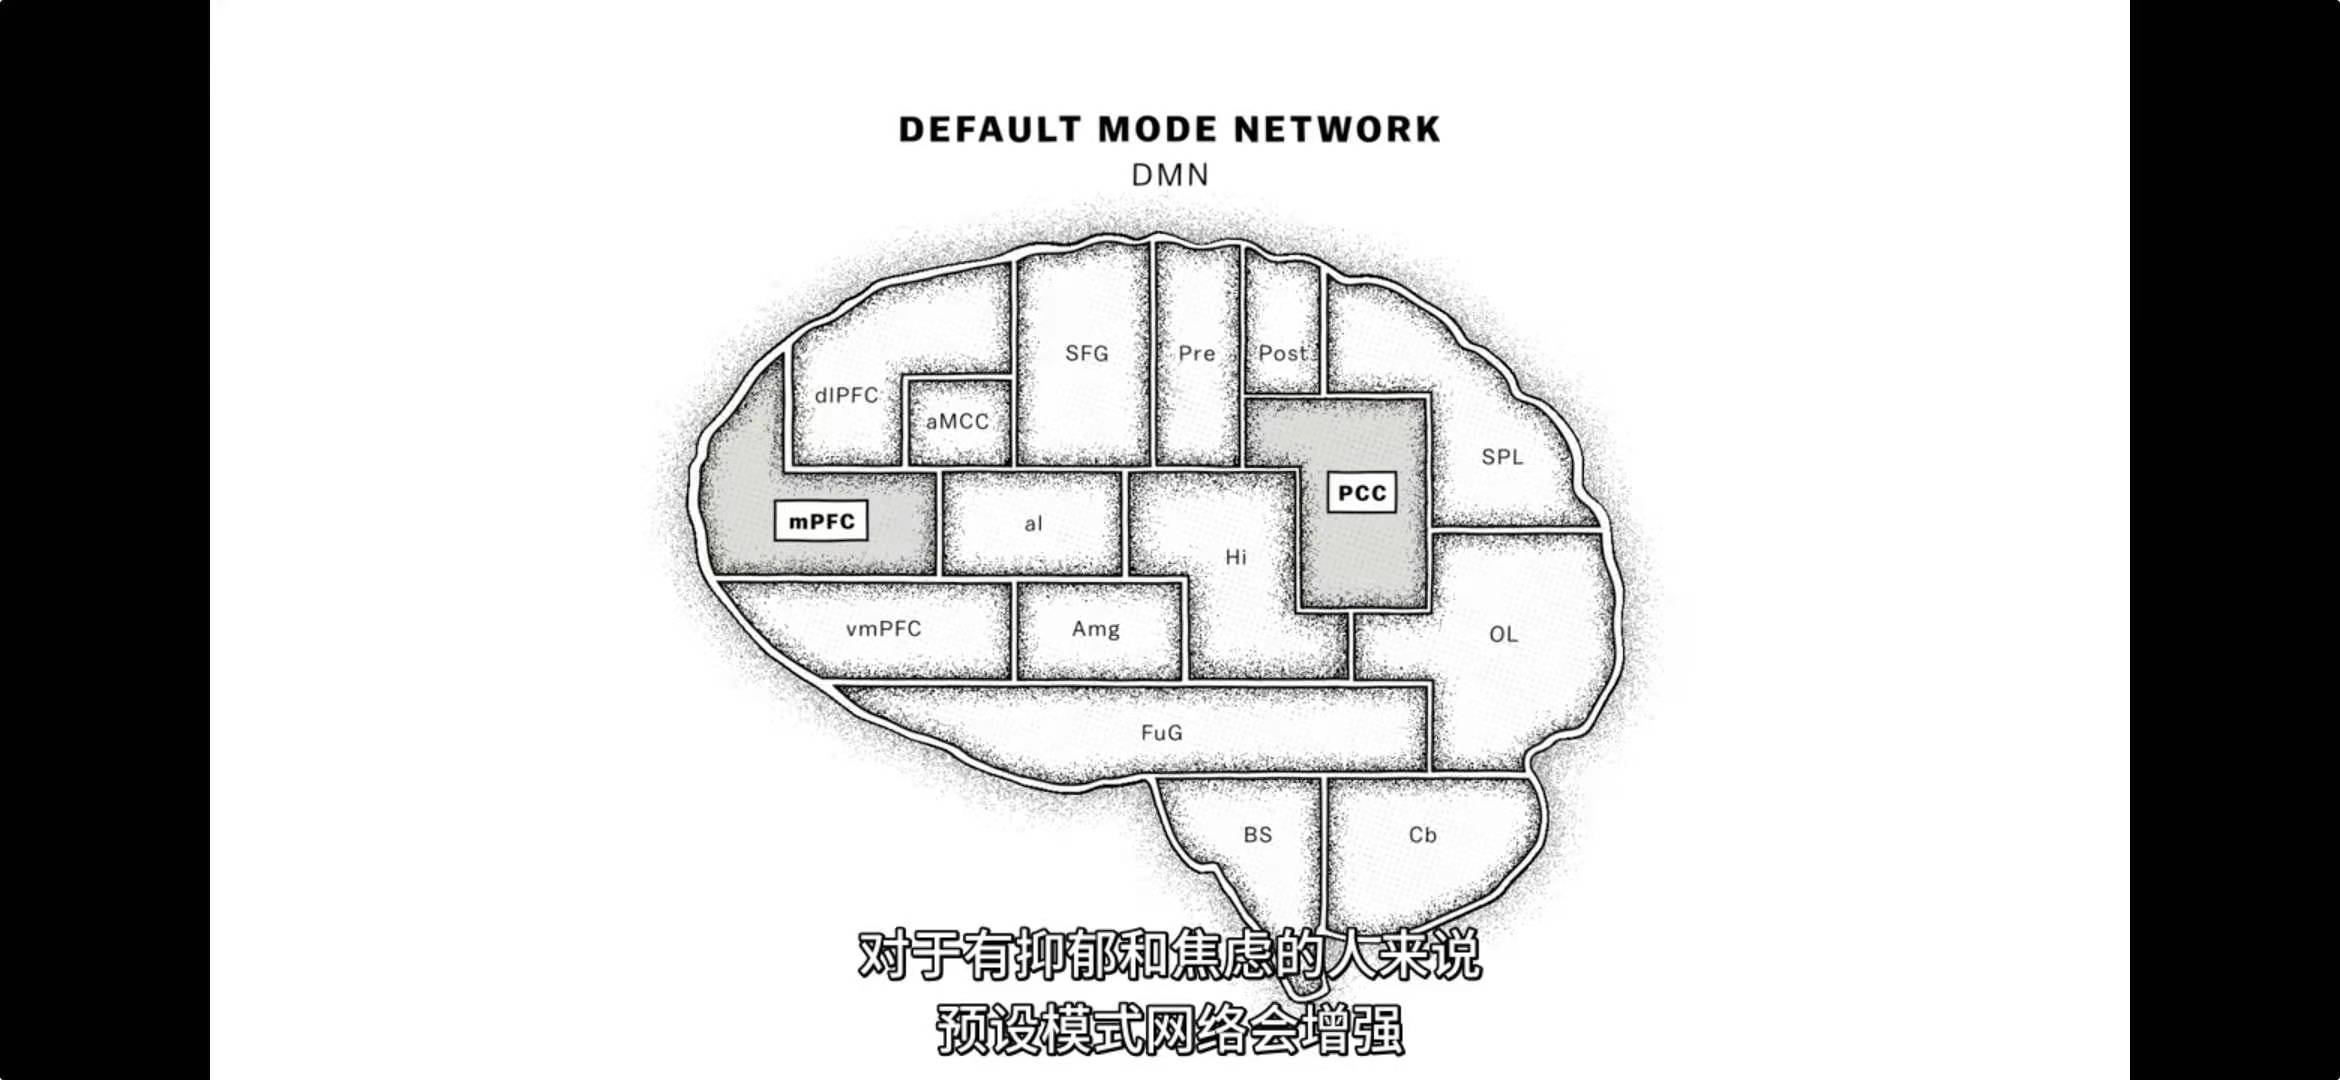 DEFAULT MODE NETWORK
DMN
SFG
Pre
Post
dlPFC
aMCC
SPL
PCC
mPFC
aI
Hi
vmPFC
Amg
OL
FuG
BS
Cb
对于有抑郁和焦虑的人来说
预设模式网络会增强